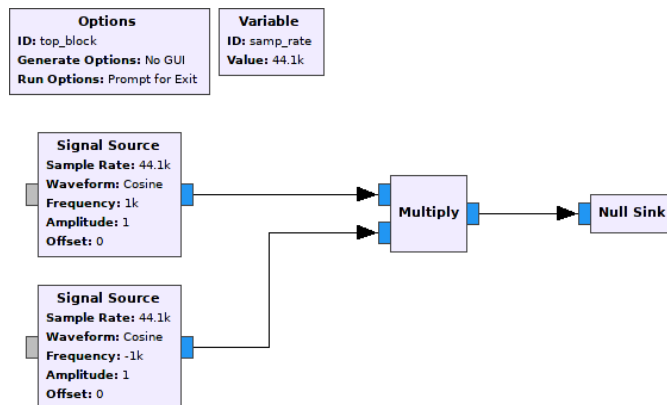 Options
ID: top_block
Generate Options: No GUI
Run Options: Prompt for Exit
Variable
ID: samp_rate
Value: 44.1k
Signal Source
Sample Rate: 44.1k
Waveform: Cosine
Frequency: 1k
Amplitude: 1
Offset: 0
Multiply
Null Sink
Signal Source
Sample Rate: 44.1k
Waveform: Cosine
Frequency: -1k
Amplitude: 1
Offset: 0